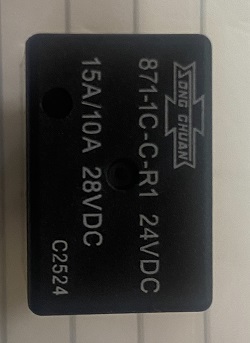 SONG CHUAN
871-1C-C-R1 24VDC
15A/10A 28VDC
C2524